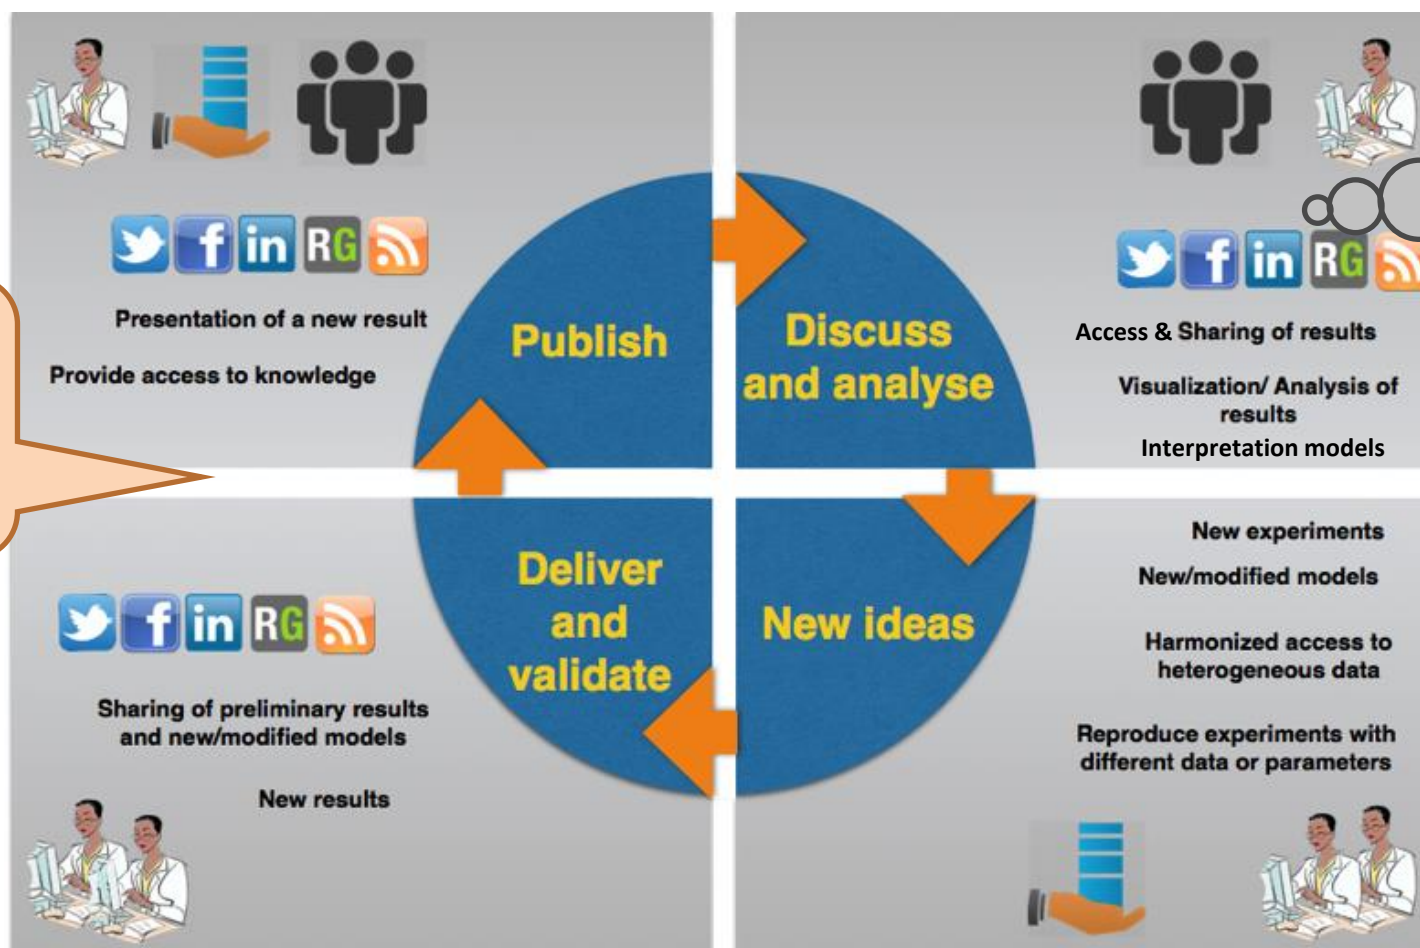 in RG
Presentation of a new result
Provide access to knowledge
Publish
Discuss
and analyse
in RG
Access & Sharing of results
Visualization/ Analysis of
results
Interpretation models
in RG
Sharing of preliminary results
and new/modified models
New results
Deliver
and
validate
New ideas
New experiments
New/modified models
Harmonized access to
heterogeneous data
Reproduce experiments with
different data or parameters